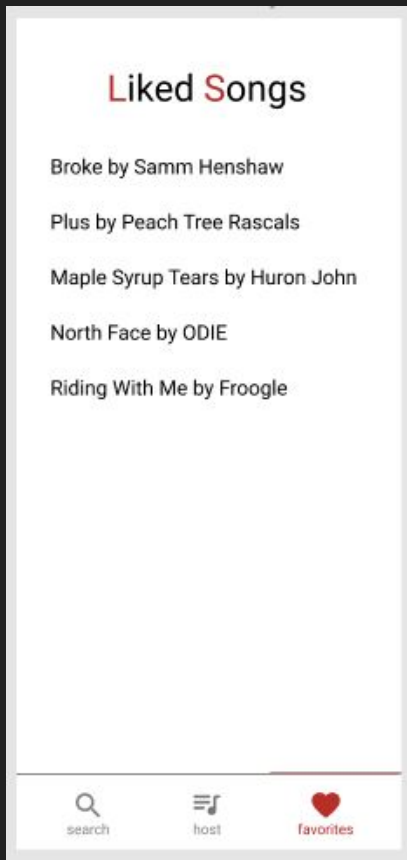 Liked Songs
Broke by Samm Henshaw
Plus by Peach Tree Rascals
Maple Syrup Tears by Huron John
North Face by ODIE
Riding With Me by Froogle
search host favorites